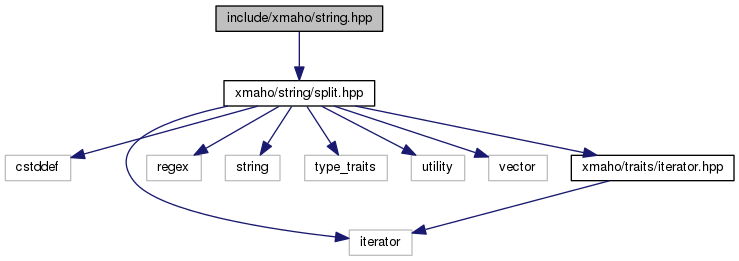 include/xmaho/string.hpp
xmaho/string/split.hpp
cstddef
regex
string
type_traits
utility
vector
xmaho/traits/iterator.hpp
iterator